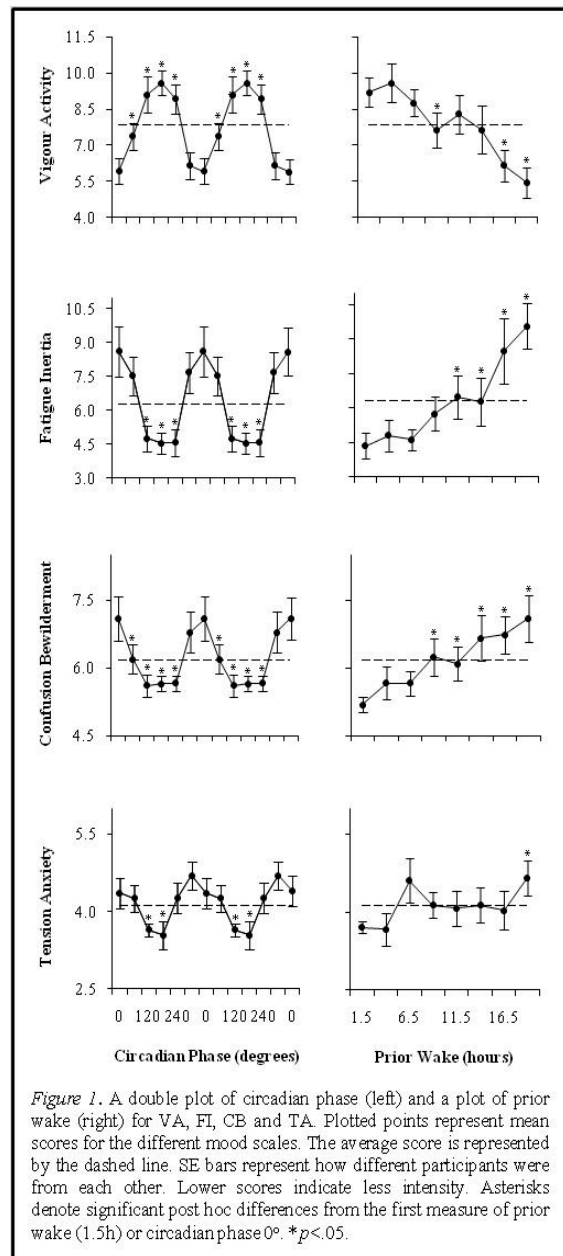 Vigour Activity
11.5
10.0
8.5
7.0
5.5
4.0
* * * * * * * *
* * *
Fatigue Inertia
10.5
9.0
7.5
6.0
4.5
3.0
* * * * * *
* * * *
Confusion Bewilderment
7.5
6.0
4.5
* * * * * * * *
* * * * *
Tension Anxiety
5.5
4.0
2.5
* * * *
*
0 120 240 0 120 240 0
1.5 6.5 11.5 16.5
Circadian Phase (degrees)
Prior Wake (hours)
Figure 1. A double plot of circadian phase (left) and a plot of prior
wake (right) for VA, FI, CB and TA. Plotted points represent mean
scores for the different mood scales. The average score is represented
by the dashed line. SE bars represent how different participants were
from each other. Lower scores indicate less intensity. Asterisks
denote significant post hoc differences from the first measure of prior
wake (1.5h) or circadian phase 0°. *p<.05.